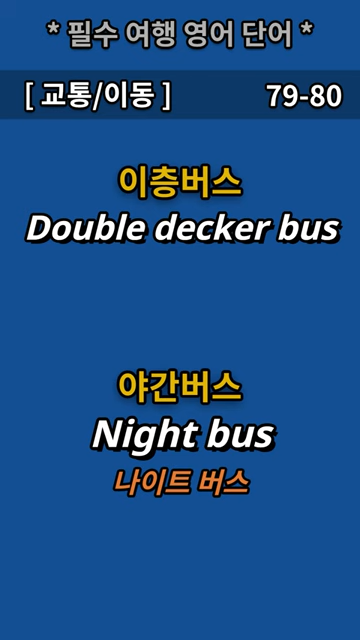 * 필수 여행 영어 단어 *
[ 교통/이동 ] 79-80
이층버스
Double decker bus
야간버스
Night bus
나이트 버스